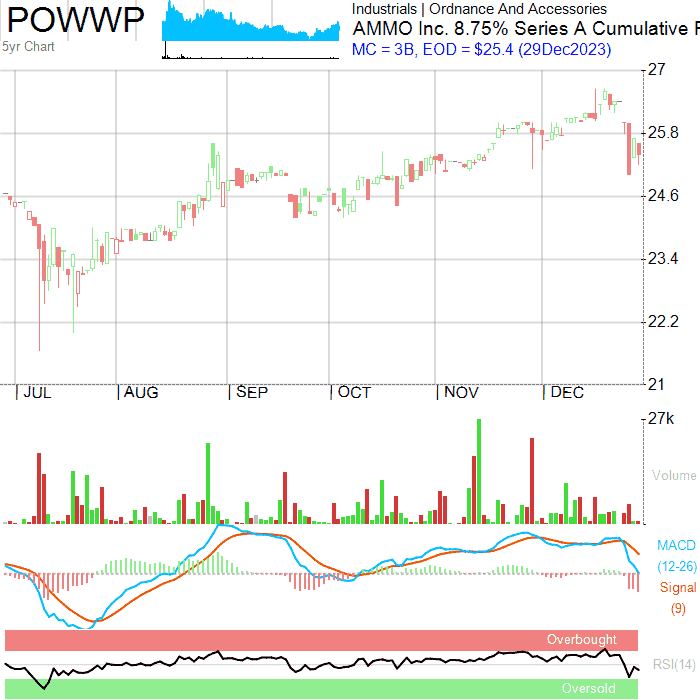 POWWP
5yr Chart
Industrials | Ordnance And Accessories
AMMO Inc. 8.75% Series A Cumulative
MC = 3B, EOD = $25.4 (29Dec2023)
27
25.8
24.6
23.4
22.2
21
JUL AUG SEP OCT NOV DEC
27k
Volume
MACD
(12-26)
Signal
(9)
Overbought
RSI(14)
Oversold